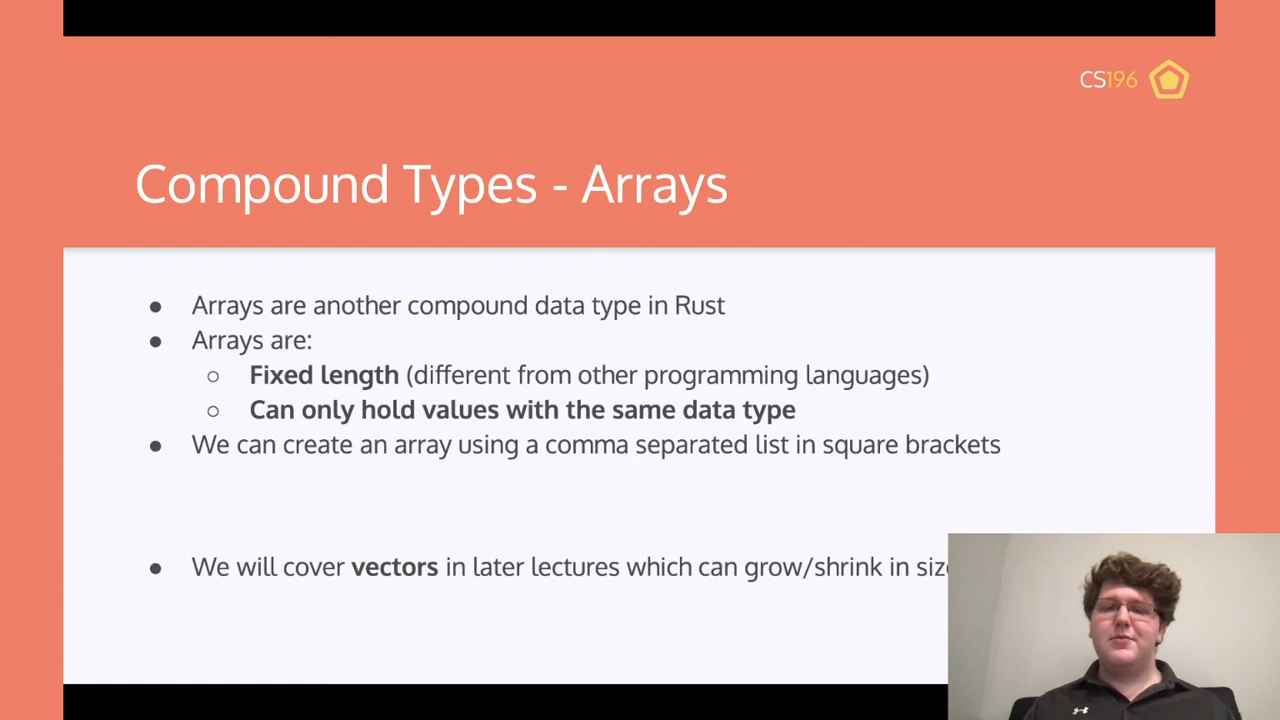 CS196
Compound Types - Arrays
● Arrays are another compound data type in Rust
● Arrays are:
○ Fixed length (different from other programming languages)
○ Can only hold values with the same data type
● We can create an array using a comma separated list in square brackets
● We will cover vectors in later lectures which can grow/shrink in